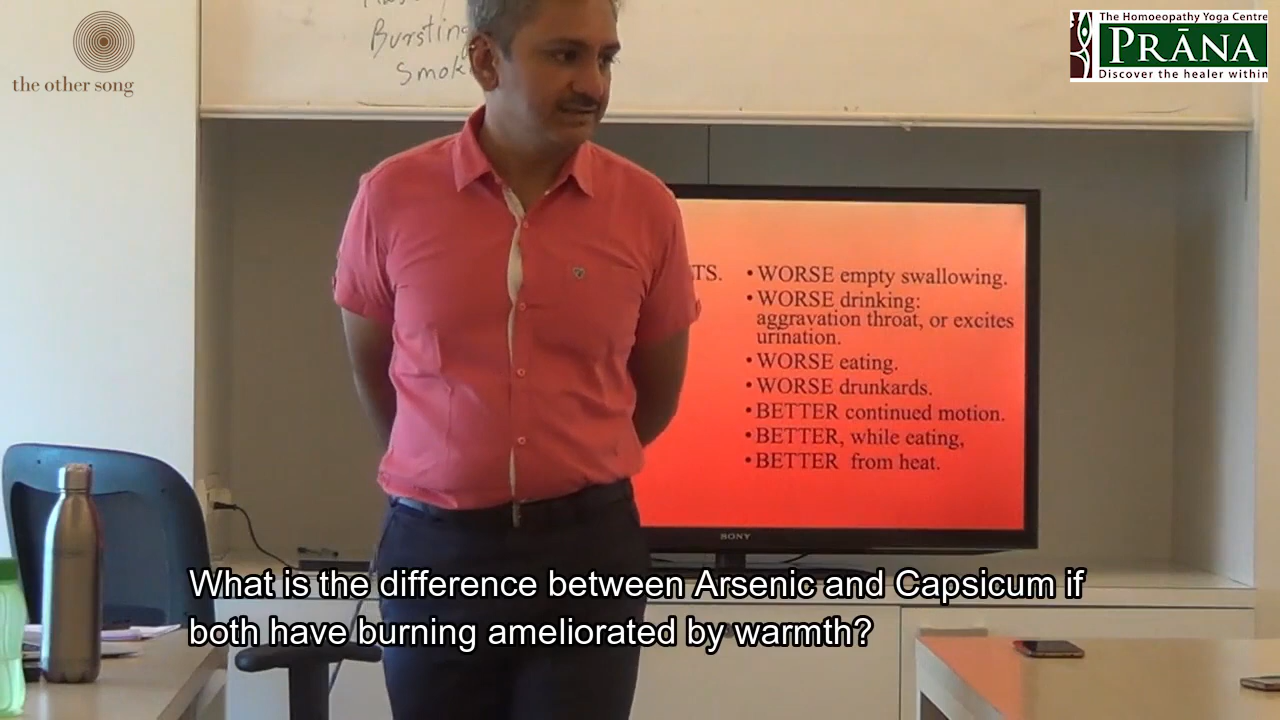 the other song
The Homoeopathy Yoga Centre
PRĀNA
Discover the healer within
Bursting
Smok
TS.
• WORSE empty swallowing.
• WORSE drinking:
aggravation throat, or excites
urination.
• WORSE eating.
• WORSE drunkards.
• BETTER continued motion.
• BETTER, while eating,
• BETTER from heat.
SONY
What is the difference between Arsenic and Capsicum if
both have burning ameliorated by warmth?